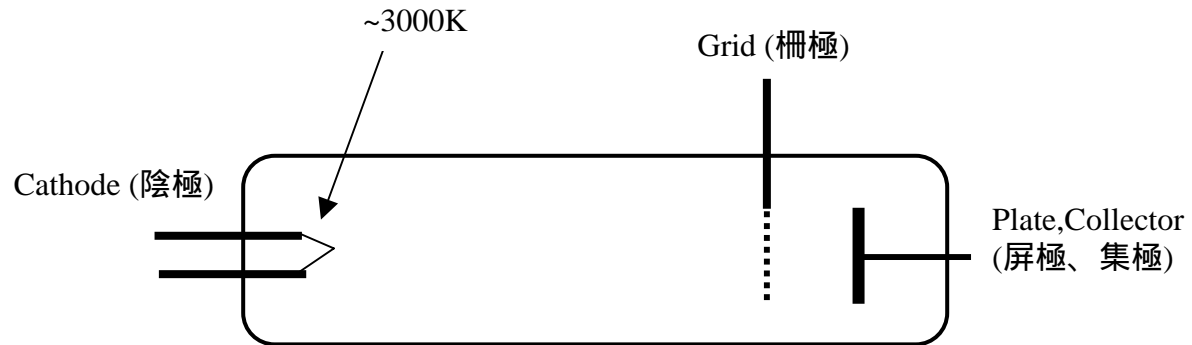 ~3000K
Grid (柵極)
Cathode (陰極)
Plate,Collector
(屏極、集極)